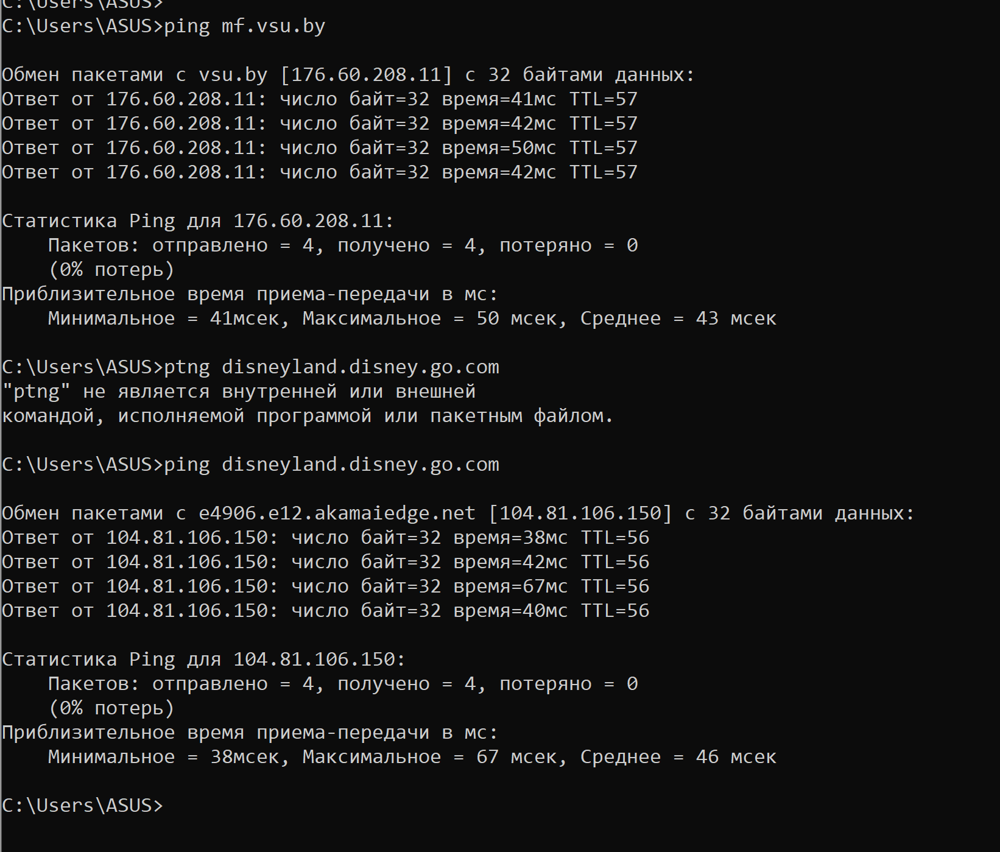 C:\Users\ASUS>
C:\Users\ASUS>ping mf.vsu.by
Обмен пакетами с vsu.by [176.60.208.11] с 32 байтами данных:
Ответ от 176.60.208.11: число байт=32 время=41мс TTL=57
Ответ от 176.60.208.11: число байт=32 время=42мс TTL=57
Ответ от 176.60.208.11: число байт=32 время=50мс TTL=57
Ответ от 176.60.208.11: число байт=32 время=42мс TTL=57
Статистика Ping для 176.60.208.11:
    Пакетов: отправлено = 4, получено = 4, потеряно = 0
    (0% потерь)
Приблизительное время приема-передачи в мс:
    Минимальное = 41мсек, Максимальное = 50 мсек, Среднее = 43 мсек
C:\Users\ASUS>ptng disneyland.disney.go.com
"ptng" не является внутренней или внешней
командой, исполняемой программой или пакетным файлом.
C:\Users\ASUS>ping disneyland.disney.go.com
Обмен пакетами с e4906.e12.akamaiedge.net [104.81.106.150] с 32 байтами данных:
Ответ от 104.81.106.150: число байт=32 время=38мс TTL=56
Ответ от 104.81.106.150: число байт=32 время=42мс TTL=56
Ответ от 104.81.106.150: число байт=32 время=67мс TTL=56
Ответ от 104.81.106.150: число байт=32 время=40мс TTL=56
Статистика Ping для 104.81.106.150:
    Пакетов: отправлено = 4, получено = 4, потеряно = 0
    (0% потерь)
Приблизительное время приема-передачи в мс:
    Минимальное = 38мсек, Максимальное = 67 мсек, Среднее = 46 мсек
C:\Users\ASUS>